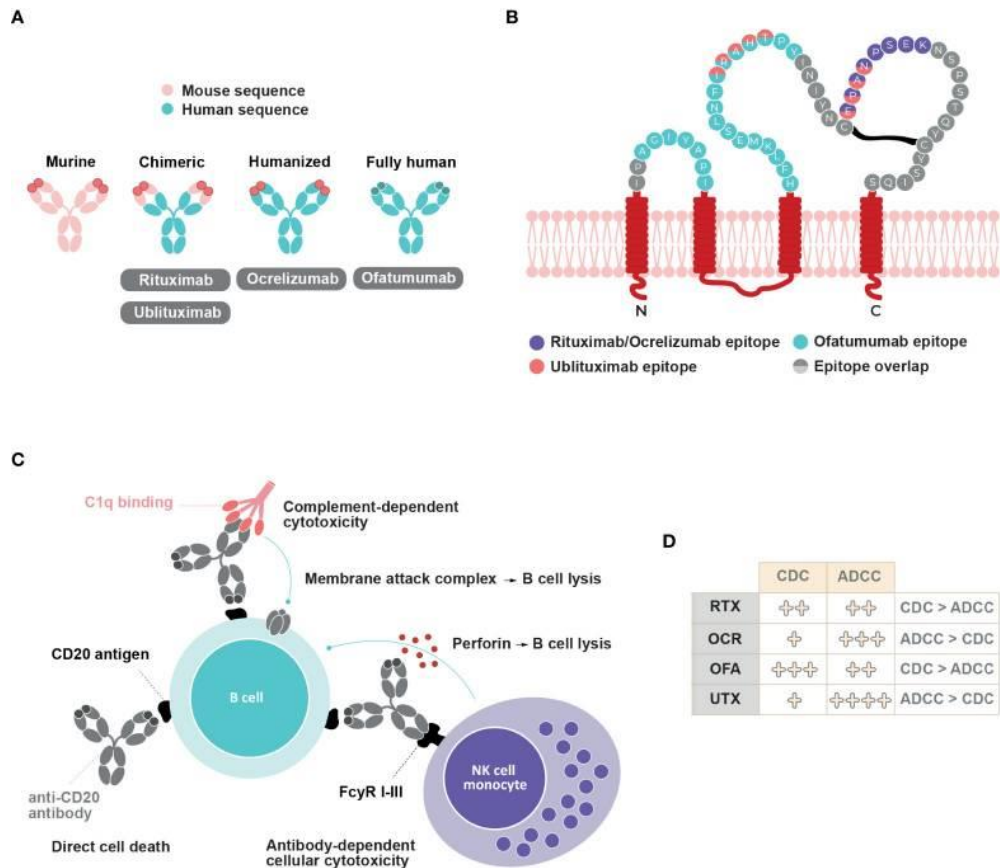 A
Mouse sequence
Human sequence
Murine
Chimeric
Humanized
Fully human
Rituximab
Ocrelizumab
Ofatumumab
Ublituximab
B
I P A G I Y A P I
H F L K M E S L N F I R A H T P Y I N I Y N C E P A N P S E K N S P S T Q Y C Y S I Q S
N
C
Rituximab/Ocrelizumab epitope
Ofatumumab epitope
Ublituximab epitope
Epitope overlap
C
C1q binding
Complement-dependent
cytotoxicity
Membrane attack complex → B cell lysis
Perforin → B cell lysis
CD20 antigen
B cell
anti-CD20
antibody
FcyR I-III
NK cell
monocyte
Direct cell death
Antibody-dependent
cellular cytotoxicity
D
CDC ADCC
RTX ++ ++ CDC > ADCC
OCR + +++ ADCC > CDC
OFA +++ ++ CDC > ADCC
UTX + ++++ ADCC > CDC